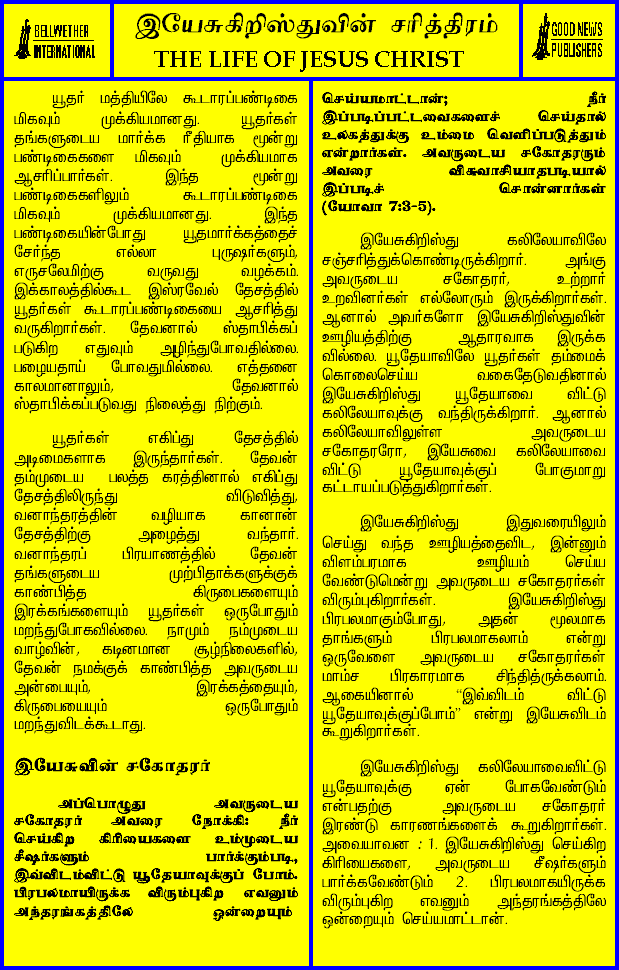 BELLWETHER
INTERNATIONAL
இயேசுகிறிஸ்துவின் சரித்திரம்
THE LIFE OF JESUS CHRIST
GOOD NEWS
PUBLISHERS
யூதர் மத்தியிலே கூடாரப்பண்டிகை
மிகவும் முக்கியமானது. யூதர்கள்
தங்களுடைய மார்க்க ரீதியாக மூன்று
பண்டிகைகளை மிகவும் முக்கியமாக
ஆசரிப்பார்கள். இந்த மூன்று
பண்டிகைகளிலும் கூடாரப்பண்டிகை
மிகவும் முக்கியமானது. இந்த
பண்டிகையின்போது யூதமார்க்கத்தைச்
சேர்ந்த எல்லா புருஷர்களும்,
எருசலேமிற்கு வருவது வழக்கம்.
இக்காலத்தில்கூட இஸ்ரவேல் தேசத்தில்
யூதர்கள் கூடாரப்பண்டிகையை ஆசரித்து
வருகிறார்கள். தேவனால் ஸ்தாபிக்கப்
படுகிற எதுவும் அழிந்துபோவதில்லை.
பழையதாய் போவதுமில்லை. எத்தனை
காலமானாலும், தேவனால்
ஸ்தாபிக்கப்படுவது நிலைத்து நிற்கும்.
யூதர்கள் எகிப்து தேசத்தில்
அடிமைகளாக இருந்தார்கள். தேவன்
தம்முடைய பலத்த கரத்தினால் எகிப்து
தேசத்திலிருந்து விடுவித்து,
வனாந்தரத்தின் வழியாக கானான்
தேசத்திற்கு அழைத்து வந்தார்.
வனாந்தரப் பிரயாணத்தில் தேவன்
தங்களுடைய முற்பிதாக்களுக்குக்
காண்பித்த கிருபைகளையும்
இரக்கங்களையும் யூதர்கள் ஒருபோதும்
மறந்துபோகவில்லை. நாமும் நம்முடைய
வாழ்வின், கடினமான சூழ்நிலைகளில்,
தேவன் நமக்குக் காண்பித்த அவருடைய
அன்பையும், இரக்கத்தையும்,
கிருபையையும் ஒருபோதும்
மறந்துவிடக்கூடாது.
இயேசுவின் சகோதரர்
அப்பொழுது அவருடைய
சகோதரர் அவரை நோக்கி: நீர்
செய்கிற கிரியைகளை உம்முடைய
சீஷர்களும் பார்க்கும்படி,
இவ்விடம்விட்டு யூதேயாவுக்குப் போம்.
பிரபலமாயிருக்க விரும்புகிற எவனும்
அந்தரங்கத்திலே ஒன்றையும்
செய்யமாட்டான்; நீர்
இப்படிப்பட்டவைகளைச் செய்தால்
உலகத்துக்கு உம்மை வெளிப்படுத்தும்
என்றார்கள். அவருடைய சகோதரரும்
அவரை விசுவாசியாதபடியால்
இப்படிச் சொன்னார்கள்
(யோவா 7:3-5).
இயேசுகிறிஸ்து கலிலேயாவிலே
சஞ்சரித்துக்கொண்டிருக்கிறார். அங்கு
அவருடைய சகோதரர், உற்றார்
உறவினர்கள் எல்லோரும் இருக்கிறார்கள்.
ஆனால் அவர்களோ இயேசுகிறிஸ்துவின்
ஊழியத்திற்கு ஆதாரவாக இருக்க
வில்லை. யூதேயாவிலே யூதர்கள் தம்மைக்
கொலைசெய்ய வகைதேடுவதினால்
இயேசுகிறிஸ்து யூதேயாவை விட்டு
கலிலேயாவுக்கு வந்திருக்கிறார். ஆனால்
கலிலேயாவிலுள்ள அவருடைய
சகோதரரோ, இயேசுவை கலிலேயாவை
விட்டு யூதேயாவுக்குப் போகுமாறு
கட்டாயப்படுத்துகிறார்கள்.
இயேசுகிறிஸ்து இதுவரையிலும்
செய்து வந்த ஊழியத்தைவிட, இன்னும்
விளம்பரமாக ஊழியம் செய்ய
வேண்டுமென்று அவருடைய சகோதரர்கள்
விரும்புகிறார்கள். இயேசுகிறிஸ்து
பிரபலமாகும்போது, அதன் மூலமாக
தாங்களும் பிரபலமாகலாம் என்று
ஒருவேளை அவருடைய சகோதரர்கள்
மாம்ச பிரகாரமாக சிந்தித்ருக்கலாம்.
ஆகையினால் “இவ்விடம் விட்டு
யூதேயாவுக்குப்போம்” என்று இயேசுவிடம்
கூறுகிறார்கள்.
இயேசுகிறிஸ்து கலிலேயாவைவிட்டு
யூதேயாவுக்கு ஏன் போகவேண்டும்
என்பதற்கு அவருடைய சகோதரர்
இரண்டு காரணங்களைக் கூறுகிறார்கள்.
அவையாவன : 1. இயேசுகிறிஸ்து செய்கிற
கிரியைகளை, அவருடைய சீஷர்களும்
பார்க்கவேண்டும் 2. பிரபலமாகயிருக்க
விரும்புகிற எவனும் அந்தரங்கத்திலே
ஒன்றையும் செய்யமாட்டான்.